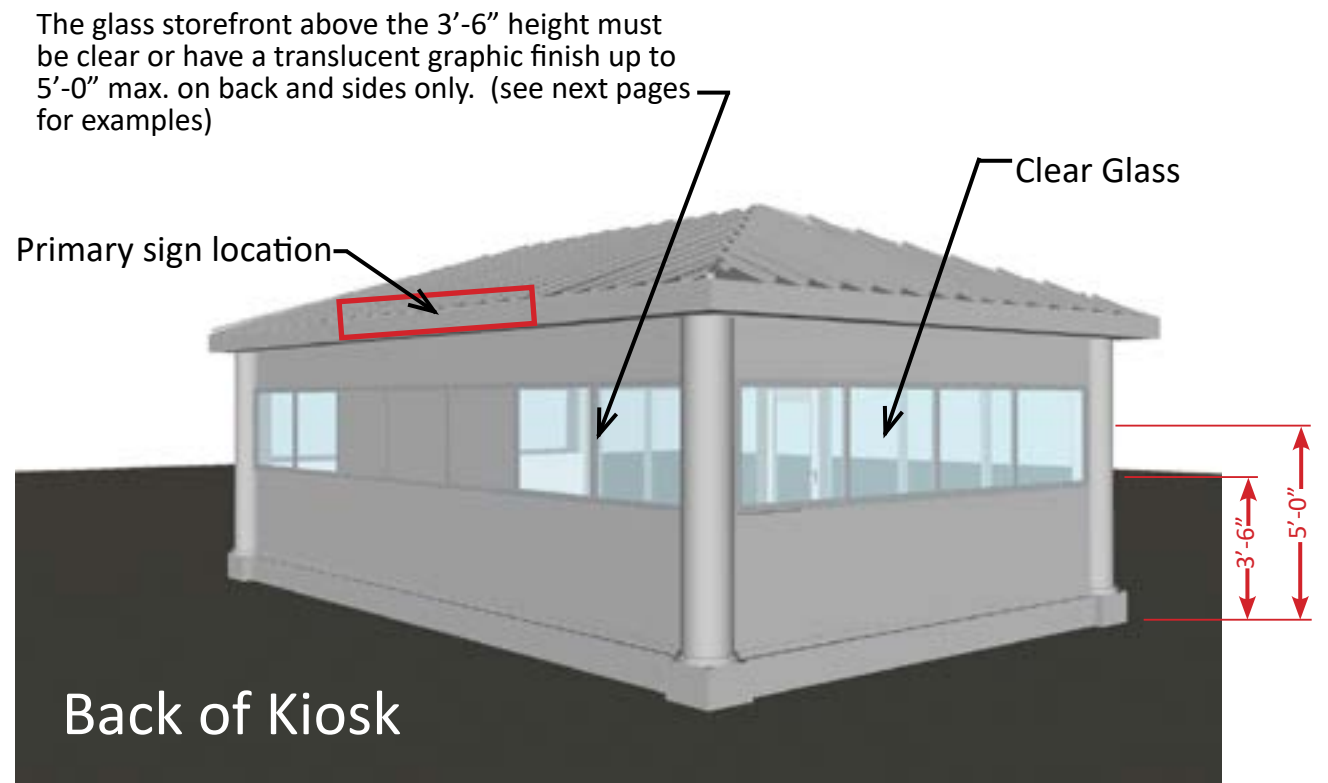 The glass storefront above the 3’-6” height must
be clear or have a translucent graphic finish up to
5’-0” max. on back and sides only.  (see next pages
for examples)
Clear Glass
Primary sign location
3’-6”
5’-0”
Back of Kiosk